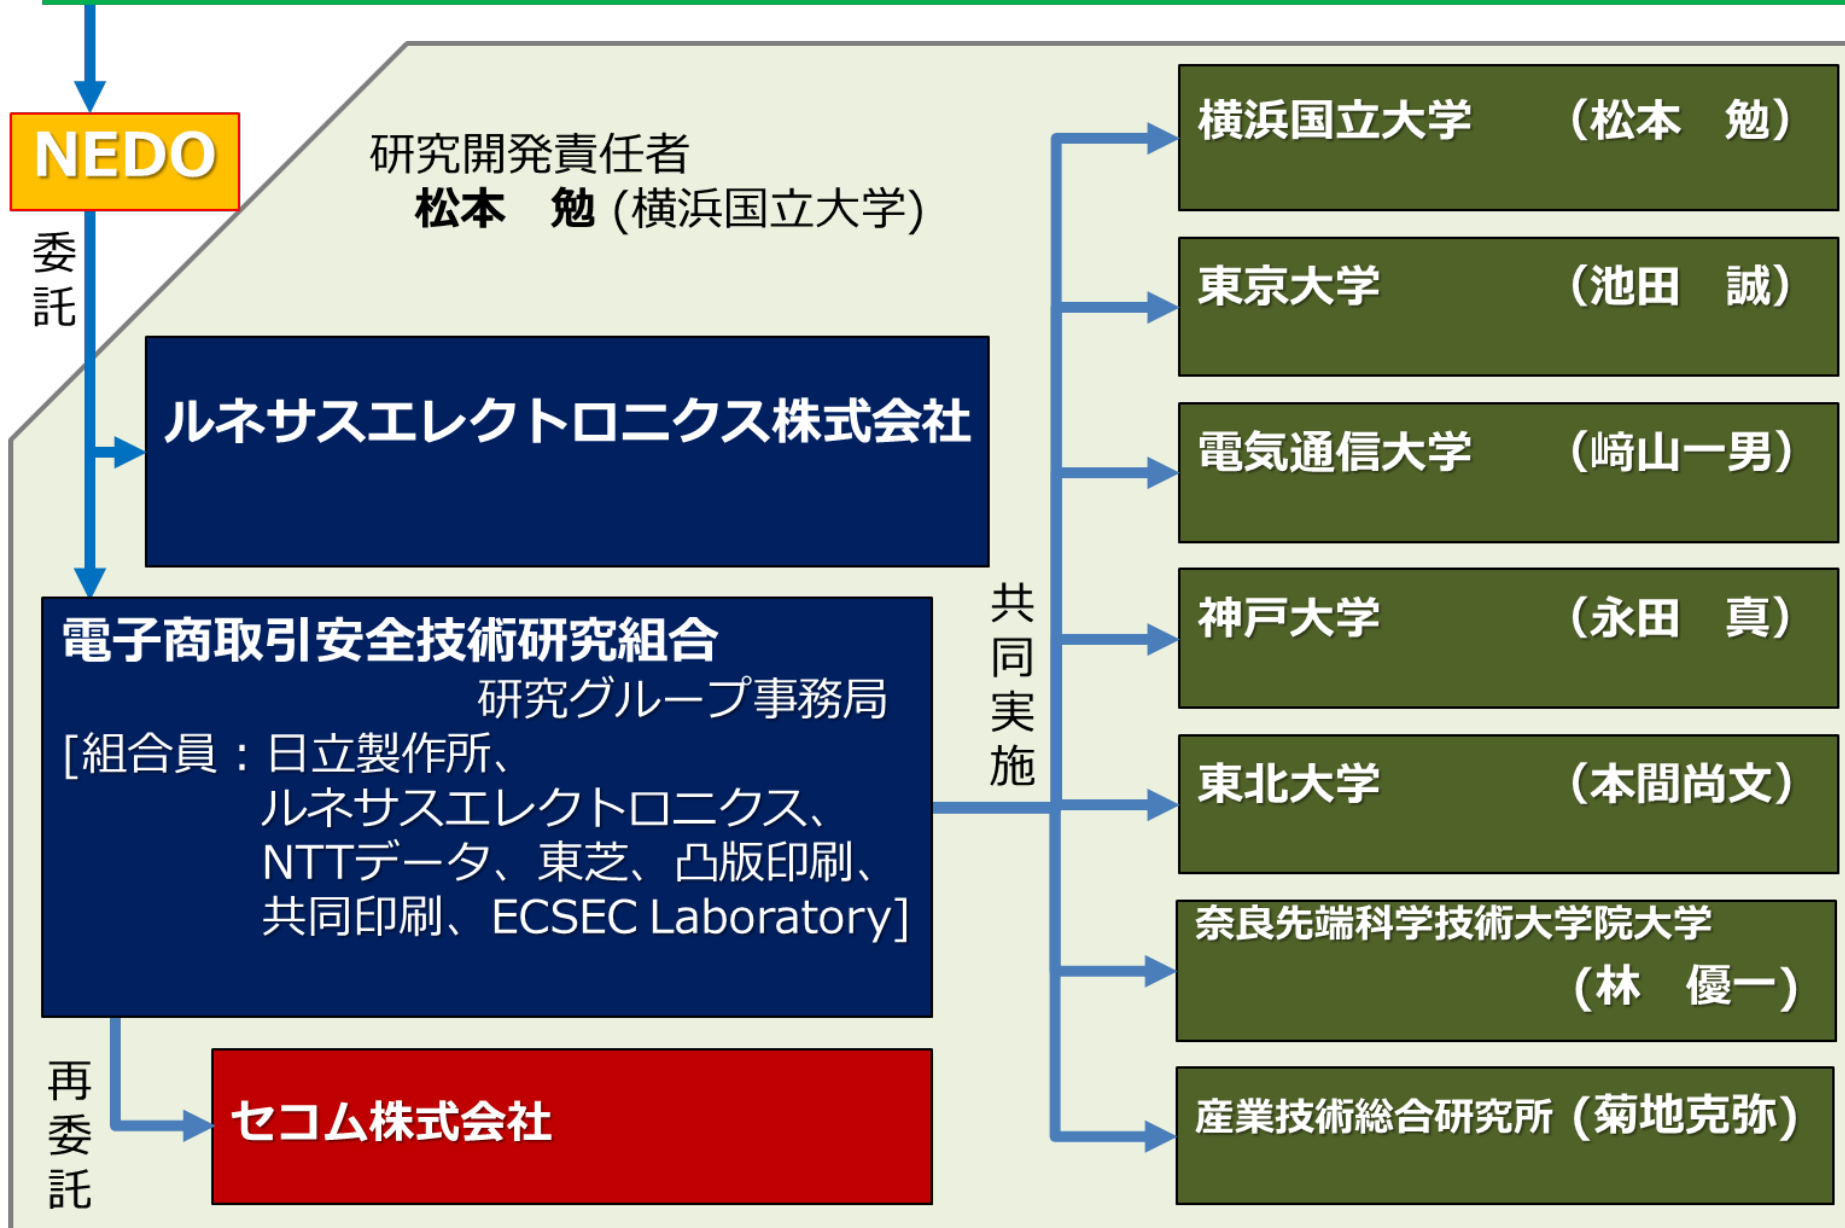 NEDO
委託
研究開発責任者
松本　勉 (横浜国立大学)
ルネサスエレクトロニクス株式会社
電子商取引安全技術研究組合
研究グループ事務局
[組合員：日立製作所、
ルネサスエレクトロニクス、
NTTデータ、東芝、凸版印刷、
共同印刷、ECSEC Laboratory]
再委託
セコム株式会社
共同実施
横浜国立大学　（松本　勉）
東京大学　（池田　誠）
電気通信大学　（﨑山一男）
神戸大学　（永田　真）
東北大学　（本間尚文）
奈良先端科学技術大学院大学
(林　優一)
産業技術総合研究所 (菊地克弥)